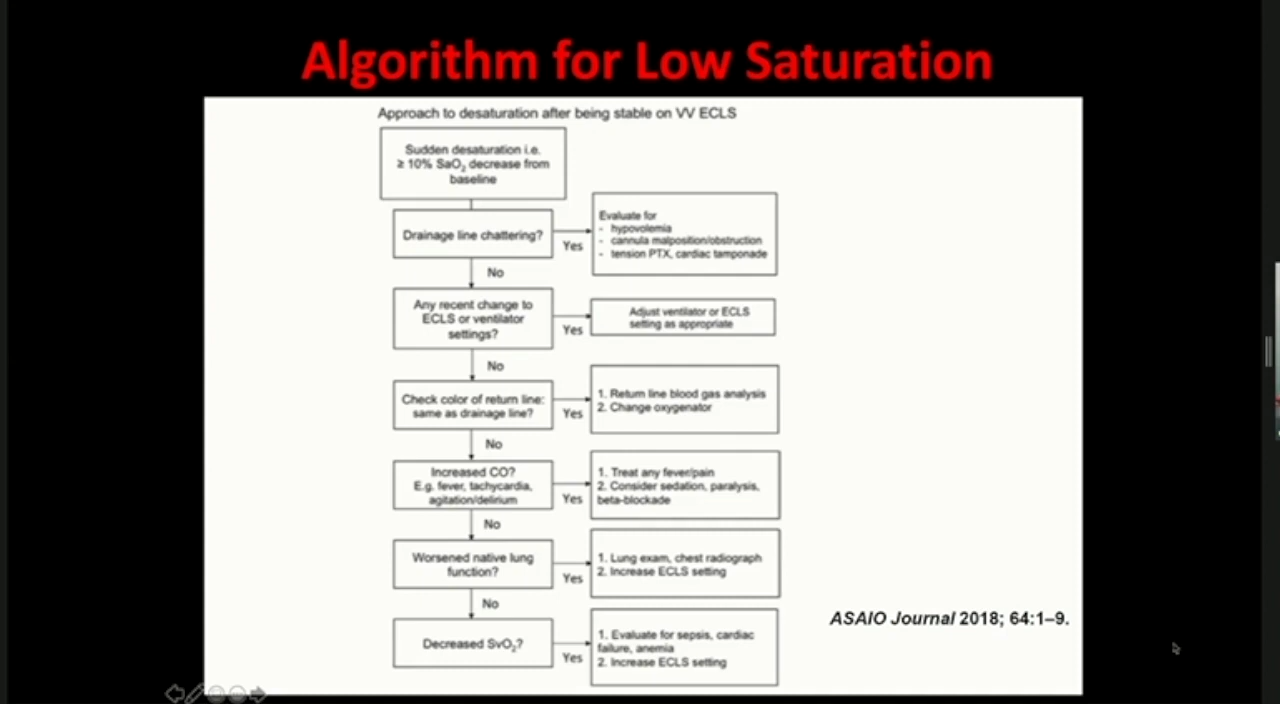 Algorithm for Low Saturation
Approach to desaturation after being stable on VV ECLS
Sudden desaturation i.e.
≥ 10% SaO₂ decrease from
baseline
Drainage line chattering?
Yes
Evaluate for
- hypovolemia
- cannula malposition/obstruction
- tension PTX, cardiac tamponade
No
Any recent change to
ECLS or ventilator
settings?
Yes
Adjust ventilator or ECLS
setting as appropriate
No
Check color of return line:
same as drainage line?
Yes
1. Return line blood gas analysis
2. Change oxygenator
No
Increased CO?
E.g. fever, tachycardia,
agitation/delirium
Yes
1. Treat any fever/pain
2. Consider sedation, paralysis,
beta-blockade
No
Worsened native lung
function?
Yes
1. Lung exam, chest radiograph
2. Increase ECLS setting
No
Decreased SvO₂?
Yes
1. Evaluate for sepsis, cardiac
failure, anemia
2. Increase ECLS setting
ASAIO Journal 2018; 64:1–9.